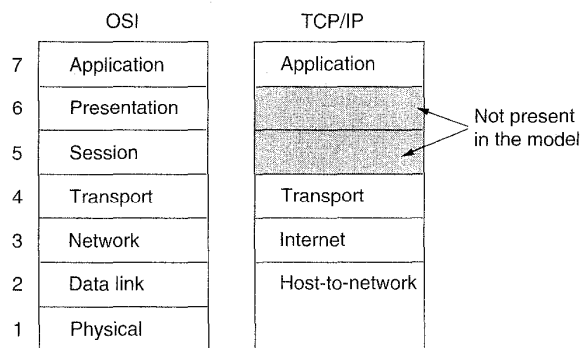 OSI TCP/IP
7 Application Application
6 Presentation
Not present
in the model
5 Session
4 Transport Transport
3 Network Internet
2 Data link Host-to-network
1 Physical